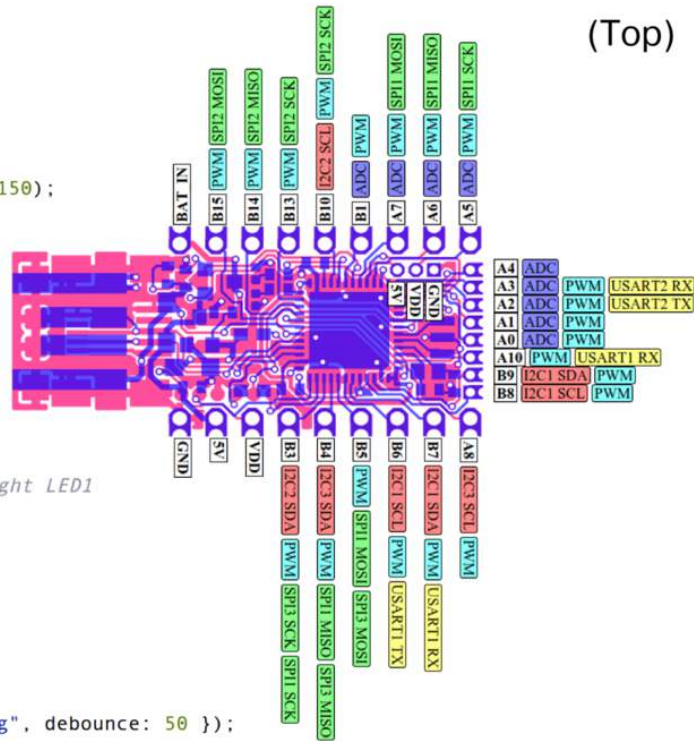 (Top)
150);
BAT IN
B15 PWM SPI2 MOSI
B14 PWM SPI2 MISO
B13 PWM SPI2 SCK
B10 I2C2 SCL PWM SPI2 SCK
B1 ADC PWM
A7 ADC PWM SPI1 MOSI
A6 ADC PWM SPI1 MISO
A5 ADC PWM SPI1 SCK
5V
VDD
GND
A4 ADC
A3 ADC PWM USART2 RX
A2 ADC PWM USART2 TX
A1 ADC PWM
A0 ADC PWM
A10 PWM USART1 RX
B9 I2C1 SDA PWM
B8 I2C1 SCL PWM
GND
5V
VDD
B3 I2C2 SDA PWM SPI3 SCK SPI1 SCK
B4 I2C3 SDA PWM SPI1 MISO SPI3 MISO
B5 PWM SPI1 MOSI SPI3 MOSI
B6 I2C1 SCL PWM USART1 TX
B7 I2C1 SDA PWM USART1 RX
A8 I2C3 SCL PWM
ght LED1
g", debounce: 50 });